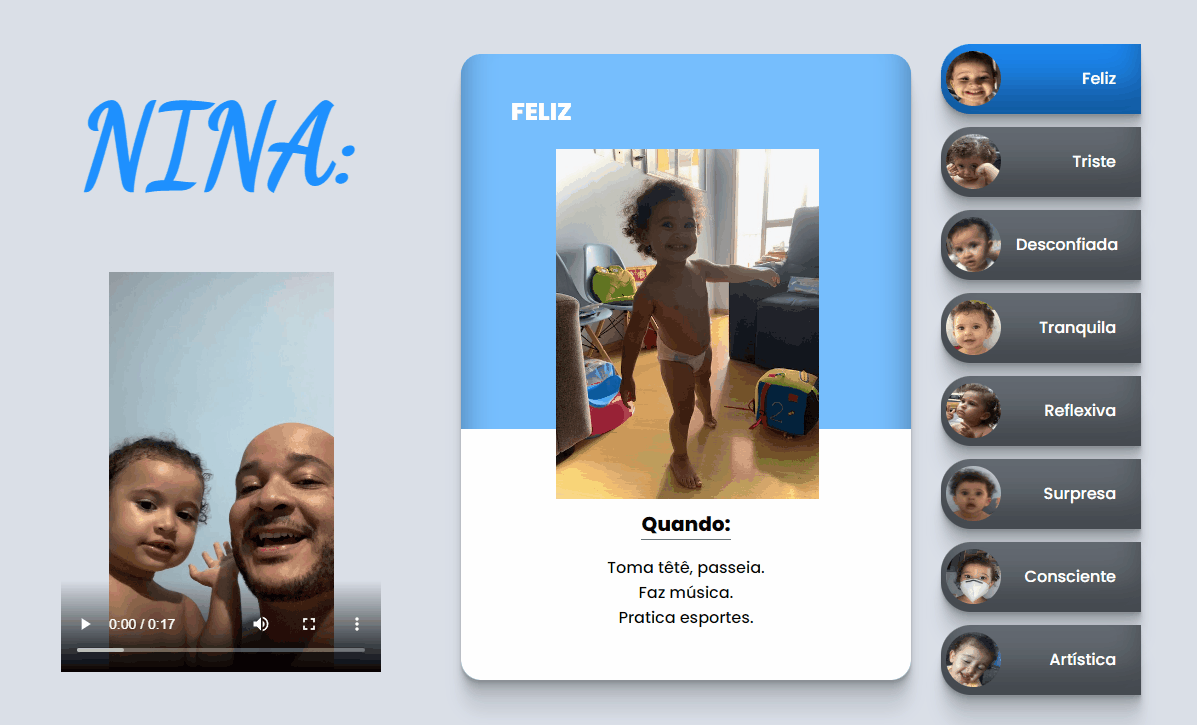 NINA:
0:00 / 0:17
FELIZ
2
Quando:
Toma têtê, passeia.
Faz música.
Pratica esportes.
Feliz
Triste
Desconfiada
Tranquila
Reflexiva
Surpresa
Consciente
Artística